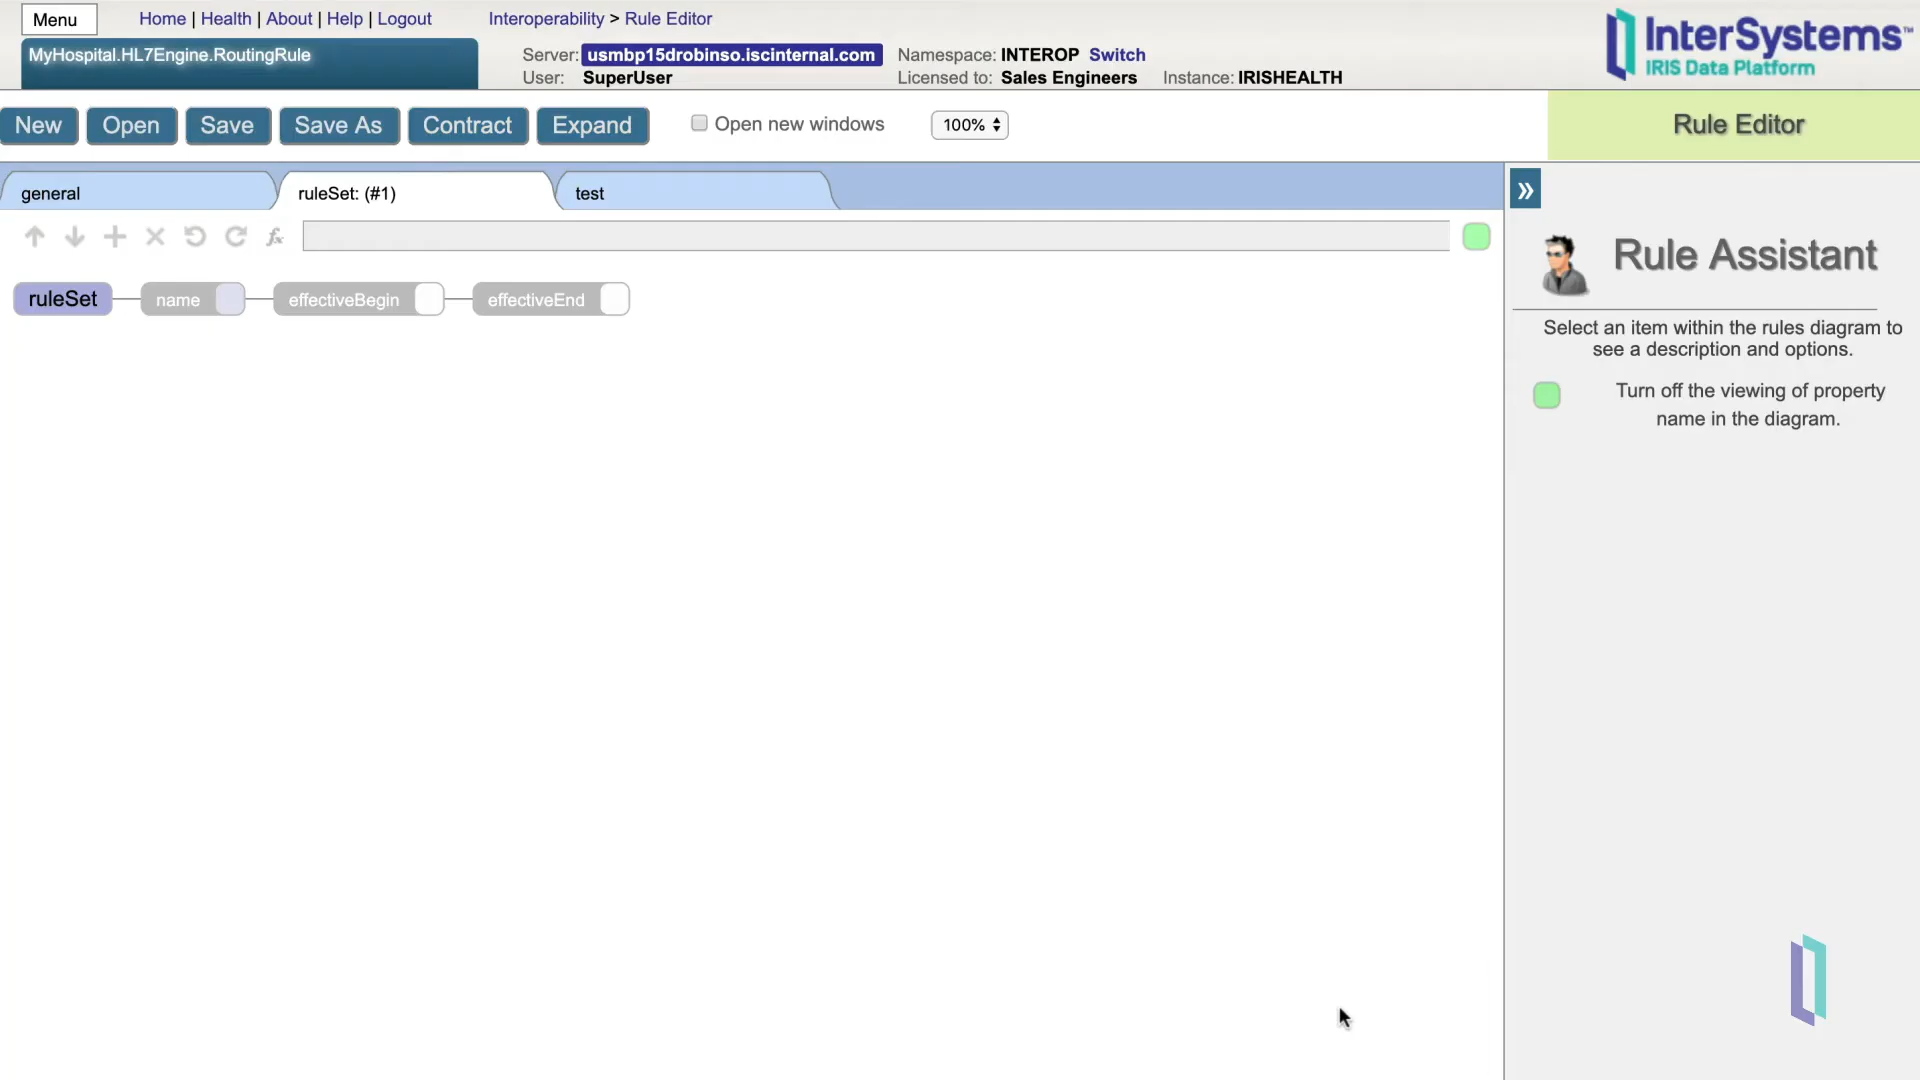 Menu
Home | Health | About | Help | Logout
Interoperability > Rule Editor
MyHospital.HL7Engine.RoutingRule
Server: usmbp15drobinso.iscinternal.com Namespace: INTEROP Switch
User: SuperUser Licensed to: Sales Engineers Instance: IRISHEALTH
InterSystems™
IRIS Data Platform
New Open Save Save As Contract Expand Open new windows 100%
Rule Editor
general ruleSet: (#1) test
fx
ruleSet name effectiveBegin effectiveEnd
»
Rule Assistant
Select an item within the rules diagram to
see a description and options.
Turn off the viewing of property
name in the diagram.